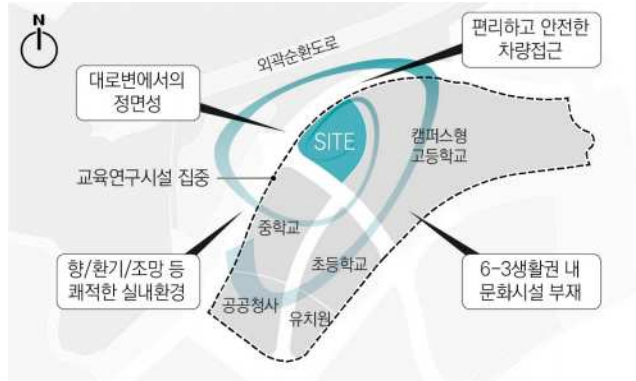 N
외곽순환도로
편리하고 안전한
차량접근
대로변에서의
정면성
SITE
캠퍼스형
고등학교
교육연구시설 집중
중학교
향/환기/조망 등
쾌적한 실내환경
초등학교
6-3생활권 내
문화시설 부재
공공청사
유치원